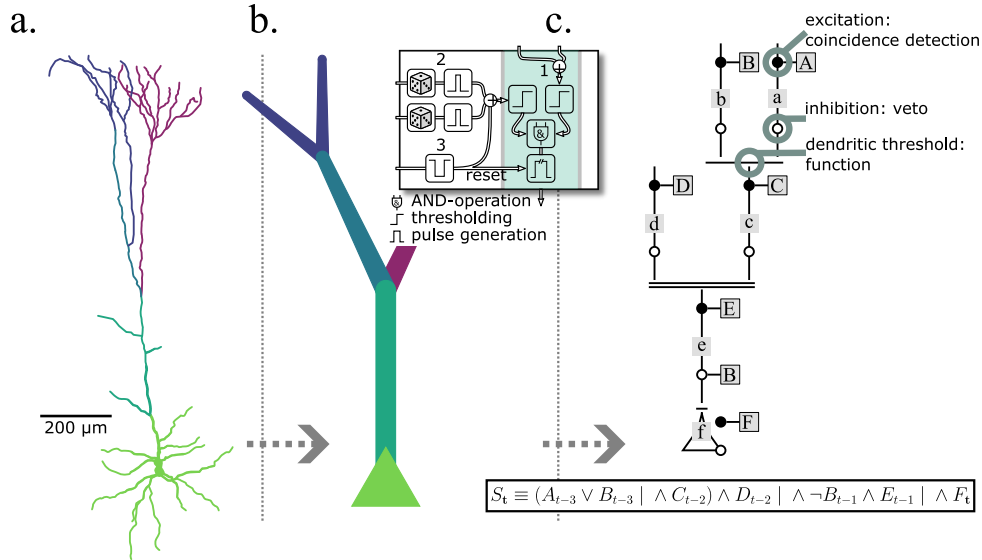 a.
b.
c.
200 μm
2
1
3
&
reset
& AND-operation
thresholding
pulse generation
excitation:
coincidence detection
B
A
b
a
inhibition: veto
dendritic threshold:
function
D
C
d
c
E
e
B
F
f
S_t ≡ (A_{t−3} ∨ B_{t−3} | ∧ C_{t−2}) ∧ D_{t−2} | ∧ ¬B_{t−1} ∧ E_{t−1} | ∧ F_t